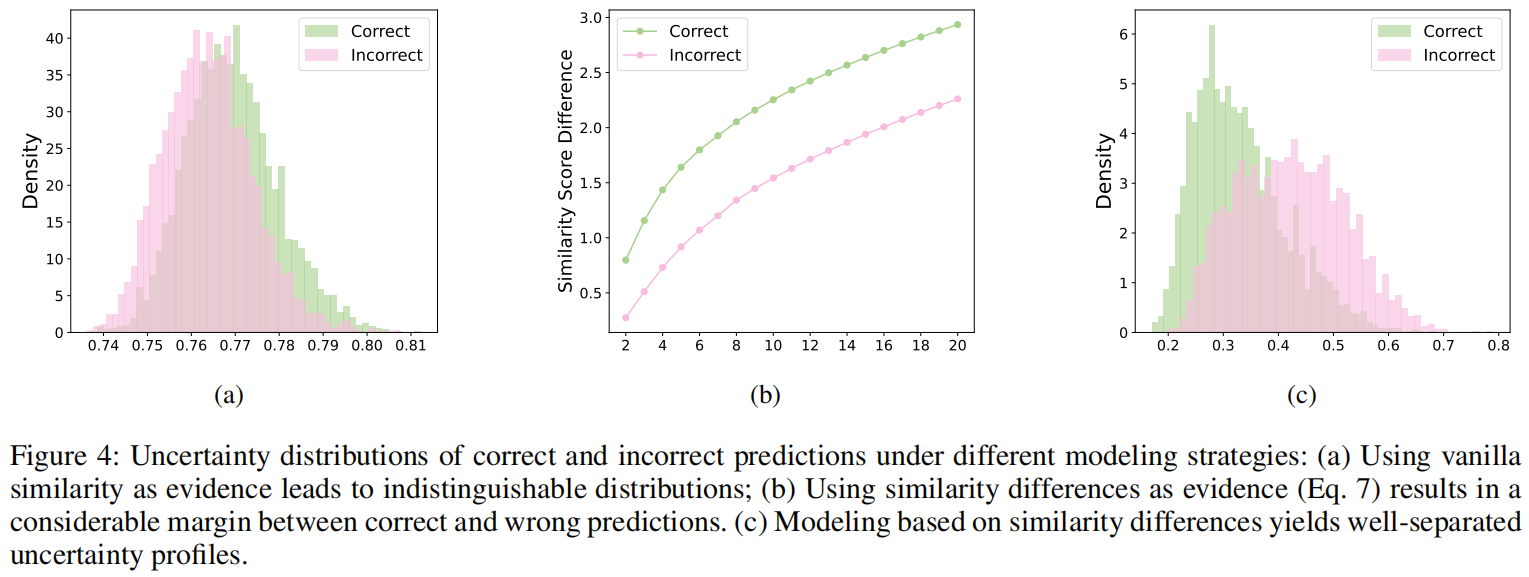 Correct
Incorrect
Density
40
35
30
25
20
15
10
5
0
0.74 0.75 0.76 0.77 0.78 0.79 0.80 0.81
(a)
Correct
Incorrect
Similarity Score Difference
3.0
2.5
2.0
1.5
1.0
0.5
2 4 6 8 10 12 14 16 18 20
(b)
Correct
Incorrect
Density
6
5
4
3
2
1
0
0.2 0.3 0.4 0.5 0.6 0.7 0.8
(c)
Figure 4: Uncertainty distributions of correct and incorrect predictions under different modeling strategies: (a) Using vanilla
similarity as evidence leads to indistinguishable distributions; (b) Using similarity differences as evidence (Eq. 7) results in a
considerable margin between correct and wrong predictions. (c) Modeling based on similarity differences yields well-separated
uncertainty profiles.